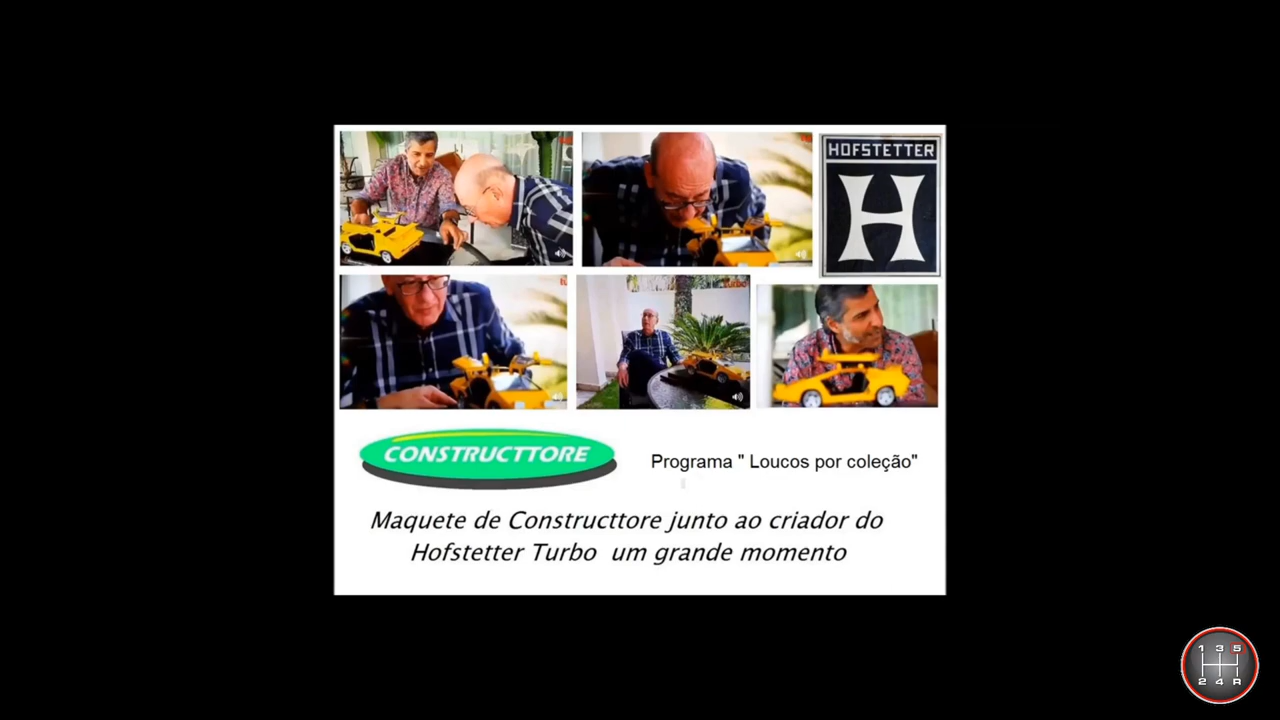 HOFSTETTER
H
turbo
CONSTRUCTTORE
Programa " Loucos por coleção"
Maquete de Constructtore junto ao criador do
Hofstetter Turbo um grande momento
1 3 5
2 4 R